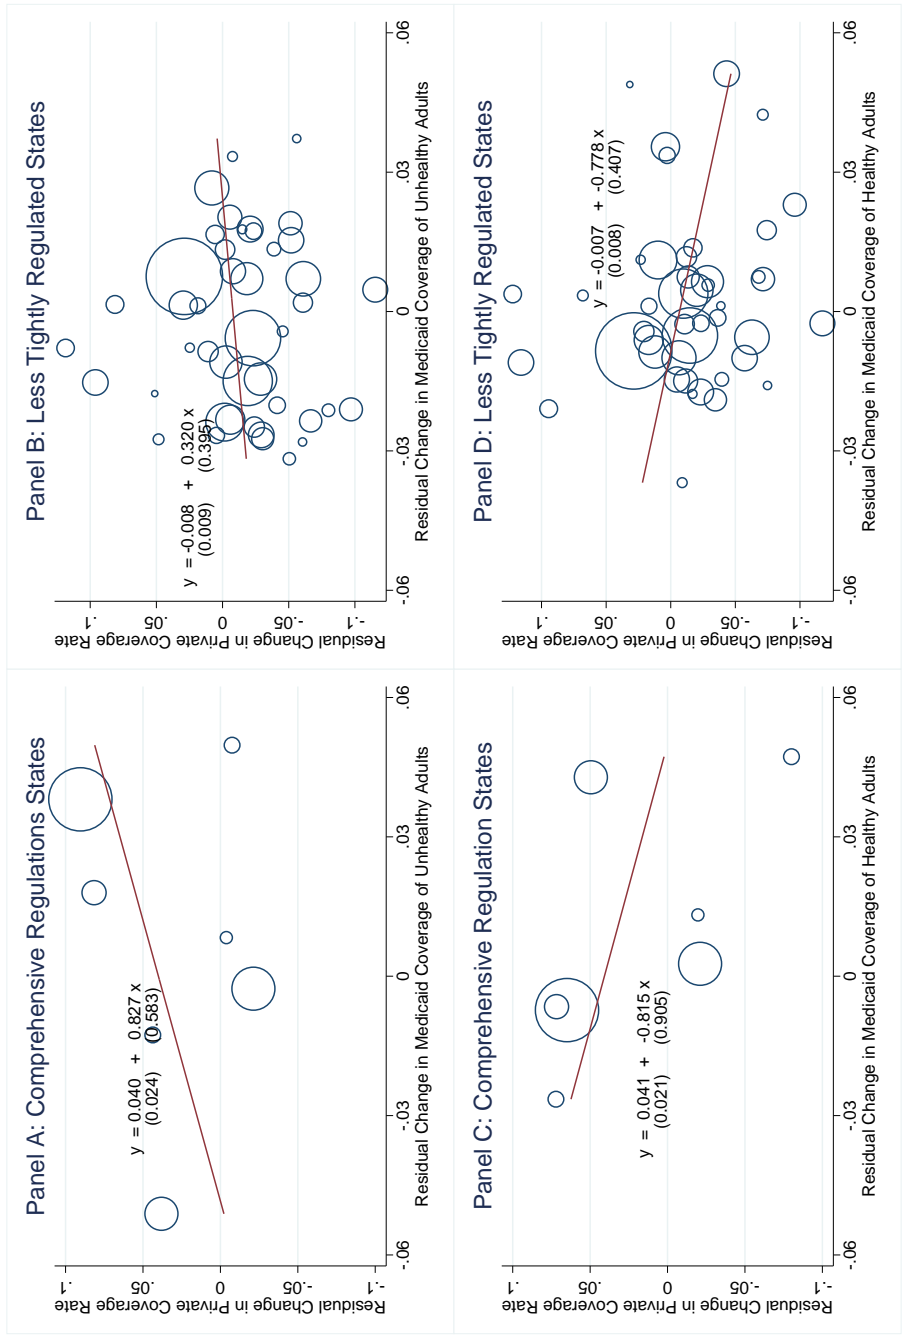 Panel A: Comprehensive Regulations States
Residual Change in Private Coverage Rate
.1
.05
0
-.05
-.1
y = 0.040 + 0.827 x
(0.024) (0.583)
-.06
-.03
0
.03
.06
Residual Change in Medicaid Coverage of Unhealthy Adults
Panel B: Less Tightly Regulated States
Residual Change in Private Coverage Rate
.1
.05
0
-.05
-.1
y = -0.008 + 0.320 x
(0.009) (0.395)
-.06
-.03
0
.03
.06
Residual Change in Medicaid Coverage of Unhealthy Adults
Panel C: Comprehensive Regulation States
Residual Change in Private Coverage Rate
.1
.05
0
-.05
-.1
y = 0.041 + -0.815 x
(0.021) (0.905)
-.06
-.03
0
.03
.06
Residual Change in Medicaid Coverage of Healthy Adults
Panel D: Less Tightly Regulated States
Residual Change in Private Coverage Rate
.1
.05
0
-.05
-.1
y = -0.007 + -0.778 x
(0.008) (0.407)
-.06
-.03
0
.03
.06
Residual Change in Medicaid Coverage of Healthy Adults